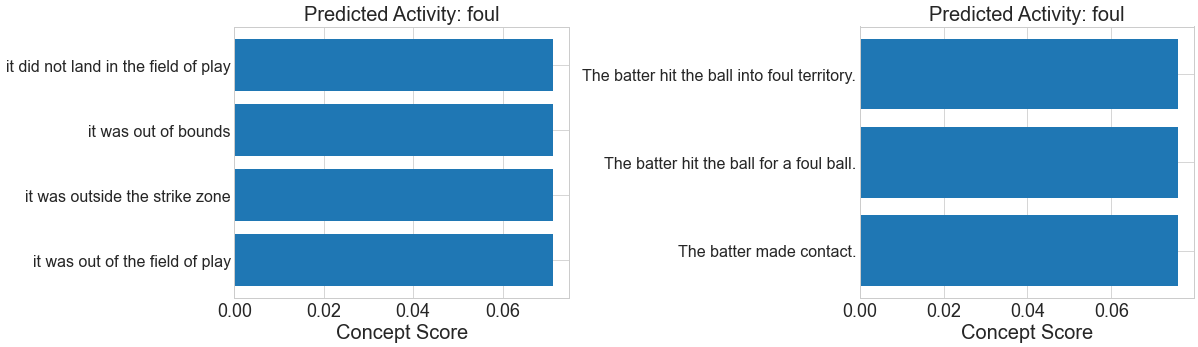 Predicted Activity: foul
it did not land in the field of play
it was out of bounds
it was outside the strike zone
it was out of the field of play
0.00 0.02 0.04 0.06
Concept Score
Predicted Activity: foul
The batter hit the ball into foul territory.
The batter hit the ball for a foul ball.
The batter made contact.
0.00 0.02 0.04 0.06
Concept Score